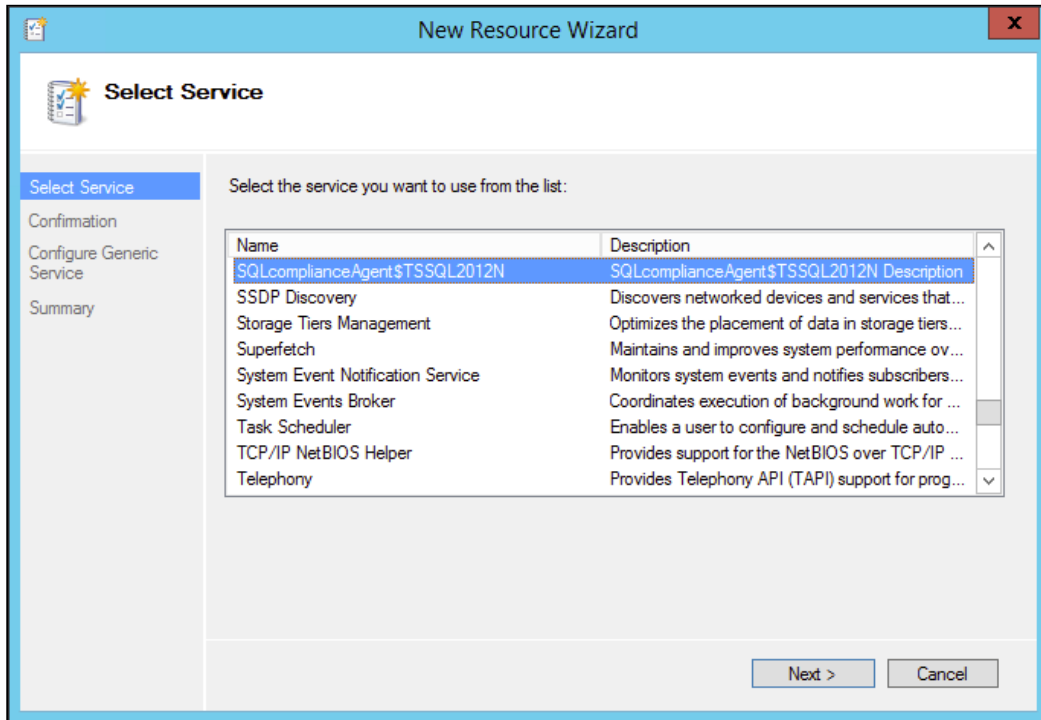 New Resource Wizard
x
Select Service
Select Service
Confirmation
Configure Generic
Service
Summary
Select the service you want to use from the list:
Name Description
SQLcomplianceAgent$TSSQL2012N SQLcomplianceAgent$TSSQL2012N Description
SSDP Discovery Discovers networked devices and services that...
Storage Tiers Management Optimizes the placement of data in storage tiers...
Superfetch Maintains and improves system performance ov...
System Event Notification Service Monitors system events and notifies subscribers...
System Events Broker Coordinates execution of background work for ...
Task Scheduler Enables a user to configure and schedule auto...
TCP/IP NetBIOS Helper Provides support for the NetBIOS over TCP/IP ...
Telephony Provides Telephony API (TAPI) support for prog...
Next > Cancel